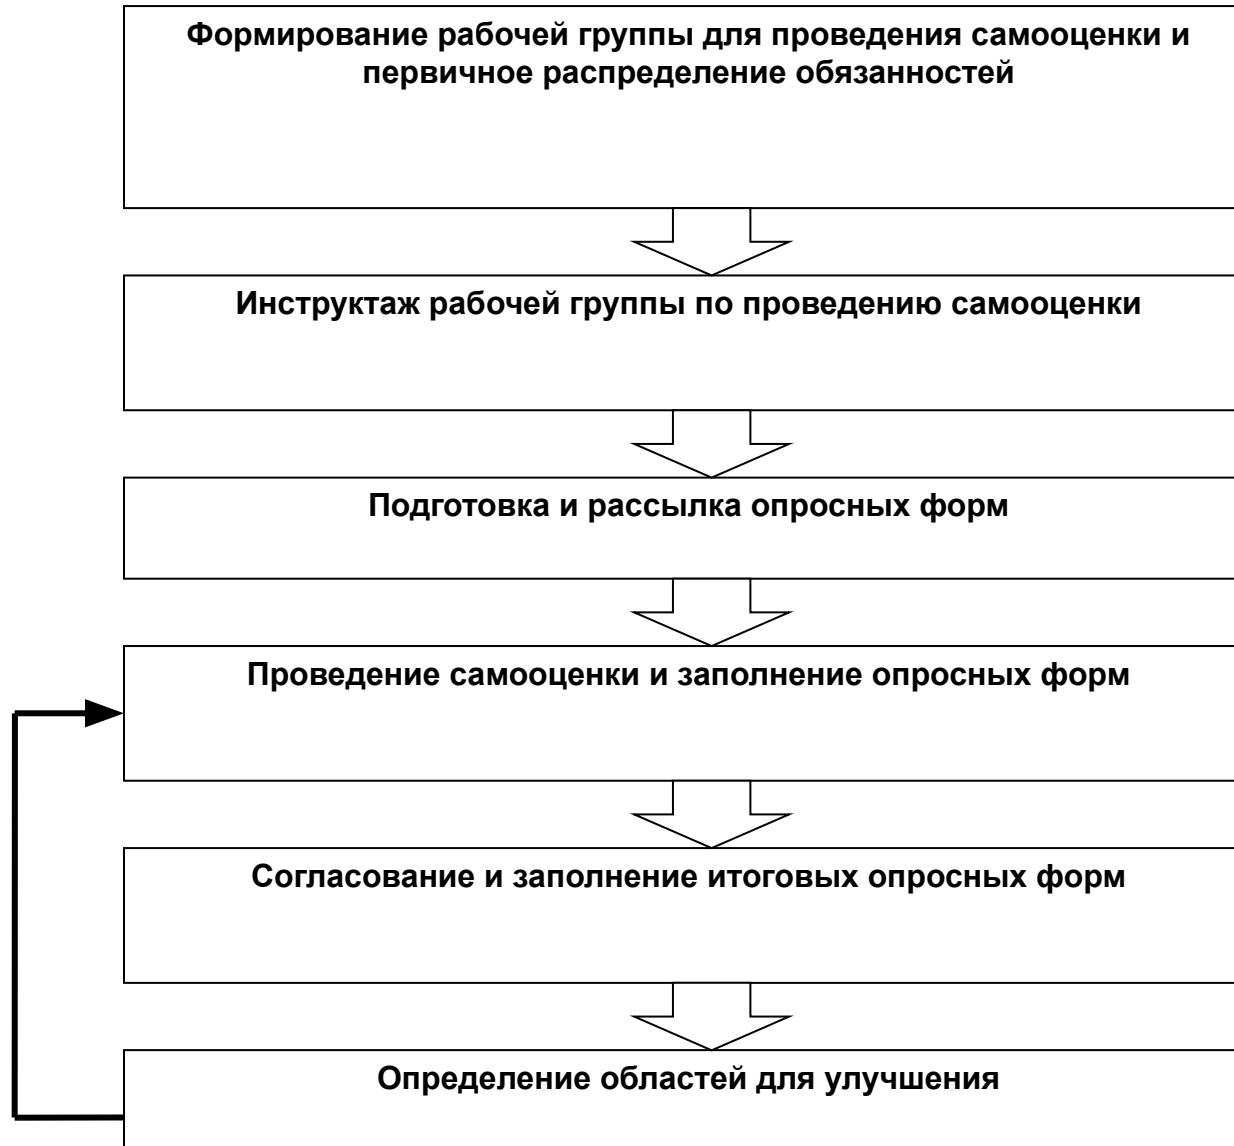 Формирование рабочей группы для проведения самооценки и
первичное распределение обязанностей
Инструктаж рабочей группы по проведению самооценки
Подготовка и рассылка опросных форм
Проведение самооценки и заполнение опросных форм
Согласование и заполнение итоговых опросных форм
Определение областей для улучшения